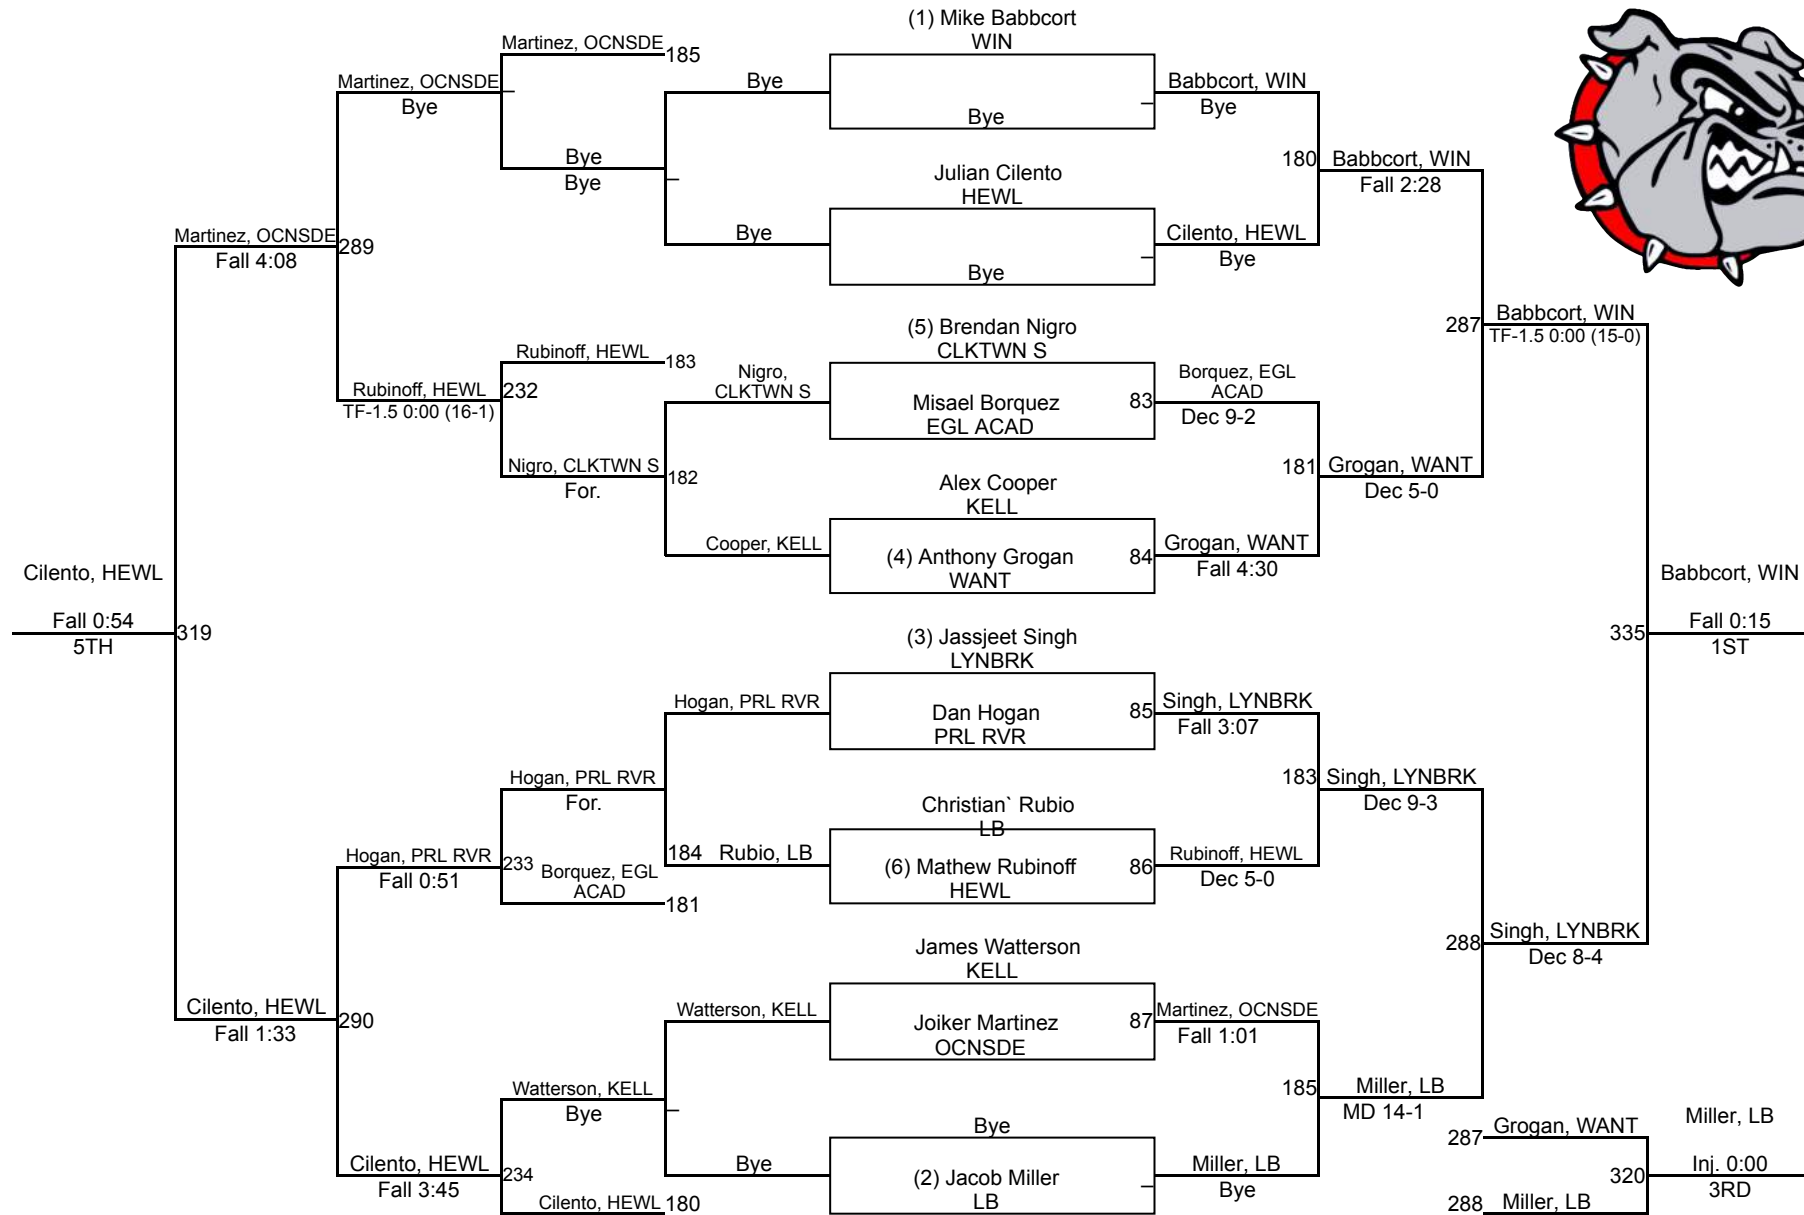 (1) Mike Babbcort
WIN
Martinez, OCNSDE
185
Martinez, OCNSDE
Bye
Bye
Babbcort, WIN
Bye
Bye
Bye
Bye
180
Babbcort, WIN
Fall 2:28
Julian Cilento
HEWL
Martinez, OCNSDE
Fall 4:08
289
Bye
Bye
Cilento, HEWL
Bye
287
Babbcort, WIN
TF-1.5 0:00 (15-0)
(5) Brendan Nigro
CLKTWN S
Rubinoff, HEWL
183
Rubinoff, HEWL
TF-1.5 0:00 (16-1)
232
Nigro,
CLKTWN S
Misael Borquez
EGL ACAD
83
Borquez, EGL
ACAD
Dec 9-2
Nigro, CLKTWN S
For.
182
181
Grogan, WANT
Dec 5-0
Alex Cooper
KELL
Cooper, KELL
(4) Anthony Grogan
WANT
84
Grogan, WANT
Fall 4:30
Cilento, HEWL
Fall 0:54
5TH
319
Babbcort, WIN
335
Fall 0:15
1ST
(3) Jassjeet Singh
LYNBRK
Hogan, PRL RVR
Dan Hogan
PRL RVR
85
Singh, LYNBRK
Fall 3:07
Hogan, PRL RVR
For.
183
Singh, LYNBRK
Dec 9-3
Christian` Rubio
LB
Hogan, PRL RVR
Fall 0:51
233
184
Rubio, LB
(6) Mathew Rubinoff
HEWL
86
Rubinoff, HEWL
Dec 5-0
Borquez, EGL
ACAD
181
288
Singh, LYNBRK
Dec 8-4
James Watterson
KELL
Cilento, HEWL
Fall 1:33
290
Watterson, KELL
Joiker Martinez
OCNSDE
87
Martinez, OCNSDE
Fall 1:01
Watterson, KELL
Bye
185
Miller, LB
MD 14-1
Bye
287
Grogan, WANT
Miller, LB
Cilento, HEWL
Fall 3:45
234
Bye
(2) Jacob Miller
LB
Miller, LB
Bye
320
Inj. 0:00
3RD
Cilento, HEWL
180
288
Miller, LB